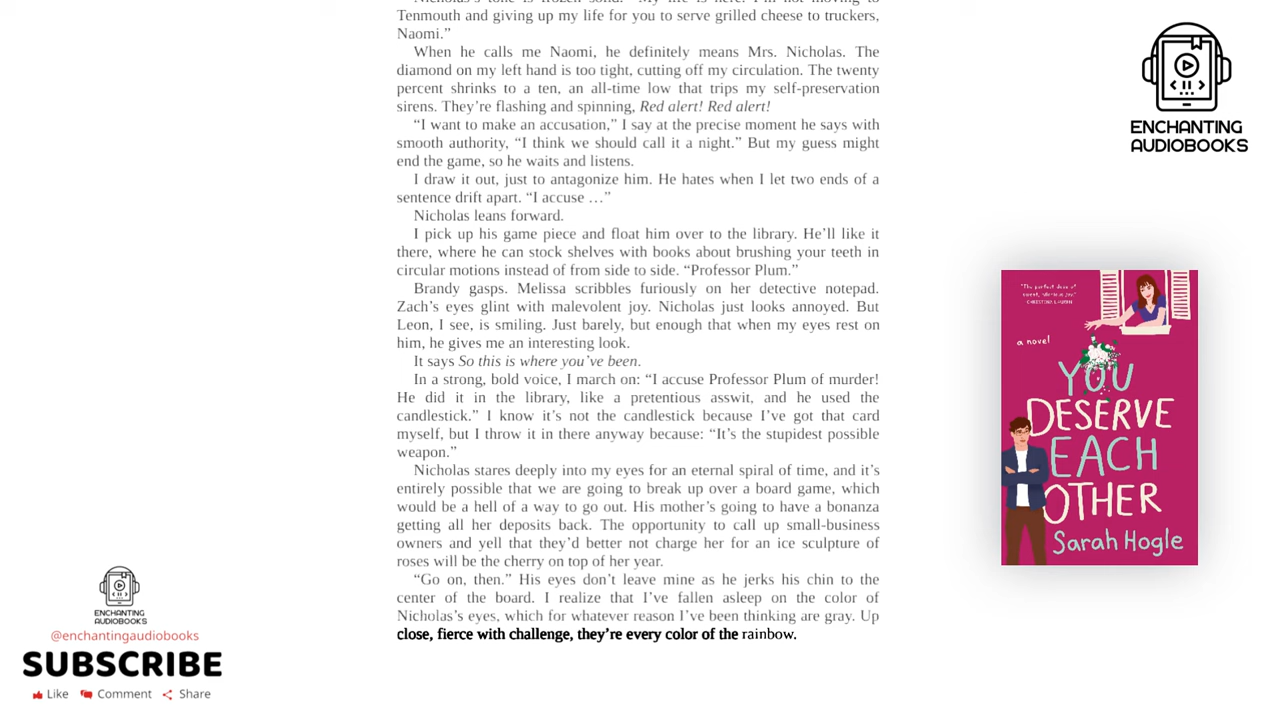 Nicholas's tone is frozen solid. "My life is here. I'm not moving to
Tenmouth and giving up my life for you to serve grilled cheese to truckers,
Naomi."
When he calls me Naomi, he definitely means Mrs. Nicholas. The
diamond on my left hand is too tight, cutting off my circulation. The twenty
percent shrinks to a ten, an all-time low that trips my self-preservation
sirens. They're flashing and spinning, Red alert! Red alert!
“I want to make an accusation,” I say at the precise moment he says with
smooth authority, “I think we should call it a night.” But my guess might
end the game, so he waits and listens.
I draw it out, just to antagonize him. He hates when I let two ends of a
sentence drift apart. “I accuse …”
Nicholas leans forward.
I pick up his game piece and float him over to the library. He’ll like it
there, where he can stock shelves with books about brushing your teeth in
circular motions instead of from side to side. “Professor Plum.”
Brandy gasps. Melissa scribbles furiously on her detective notepad.
Zach’s eyes glint with malevolent joy. Nicholas just looks annoyed. But
Leon, I see, is smiling. Just barely, but enough that when my eyes rest on
him, he gives me an interesting look.
It says So this is where you’ve been.
In a strong, bold voice, I march on: “I accuse Professor Plum of murder!
He did it in the library, like a pretentious asswit, and he used the
candlestick.” I know it’s not the candlestick because I’ve got that card
myself, but I throw it in there anyway because: “It’s the stupidest possible
weapon.”
Nicholas stares deeply into my eyes for an eternal spiral of time, and it’s
entirely possible that we are going to break up over a board game, which
would be a hell of a way to go out. His mother’s going to have a bonanza
getting all her deposits back. The opportunity to call up small-business
owners and yell that they’d better not charge her for an ice sculpture of
roses will be the cherry on top of her year.
“Go on, then.” His eyes don’t leave mine as he jerks his chin to the
center of the board. I realize that I’ve fallen asleep on the color of
Nicholas’s eyes, which for whatever reason I’ve been thinking are gray. Up
close, fierce with challenge, they’re every color of the rainbow.
ENCHANTING
AUDIOBOOKS
a novel
YOU
DESERVE
EACH
OTHER
Sarah Hogle
ENCHANTING
AUDIOBOOKS
@enchantingaudiobooks
SUBSCRIBE
Like Comment Share